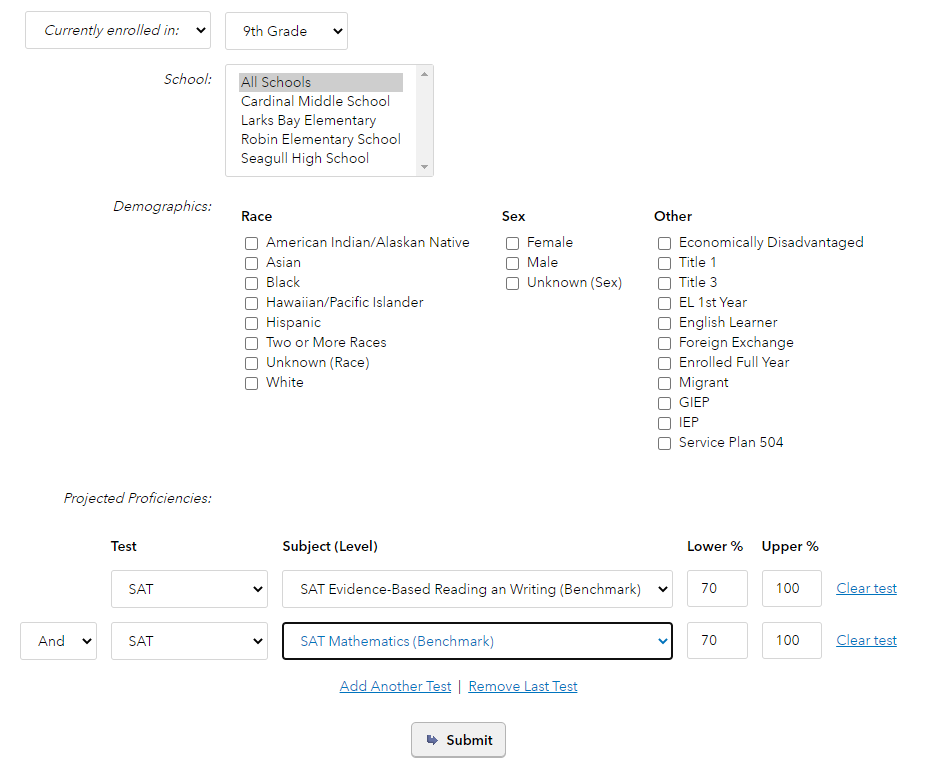 Currently enrolled in: 9th Grade
School:
All Schools
Cardinal Middle School
Larks Bay Elementary
Robin Elementary School
Seagull High School
Demographics:
Race
American Indian/Alaskan Native
Asian
Black
Hawaiian/Pacific Islander
Hispanic
Two or More Races
Unknown (Race)
White
Sex
Female
Male
Unknown (Sex)
Other
Economically Disadvantaged
Title 1
Title 3
EL 1st Year
English Learner
Foreign Exchange
Enrolled Full Year
Migrant
GIEP
IEP
Service Plan 504
Projected Proficiencies:
Test Subject (Level) Lower % Upper %
SAT SAT Evidence-Based Reading an Writing (Benchmark) 70 100 Clear test
And SAT SAT Mathematics (Benchmark) 70 100 Clear test
Add Another Test | Remove Last Test
Submit